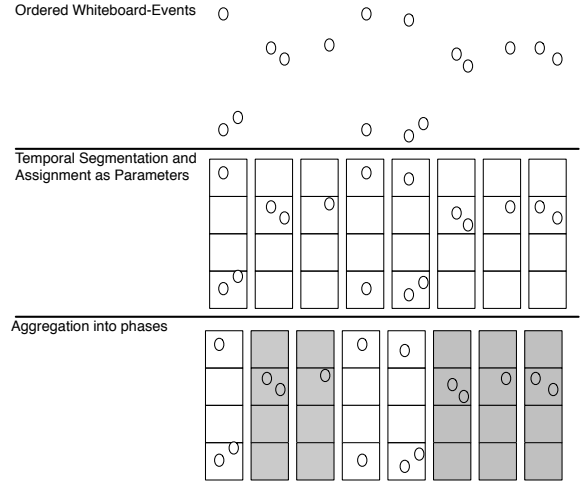 Ordered Whiteboard-Events
Temporal Segmentation and
Assignment as Parameters
Aggregation into phases